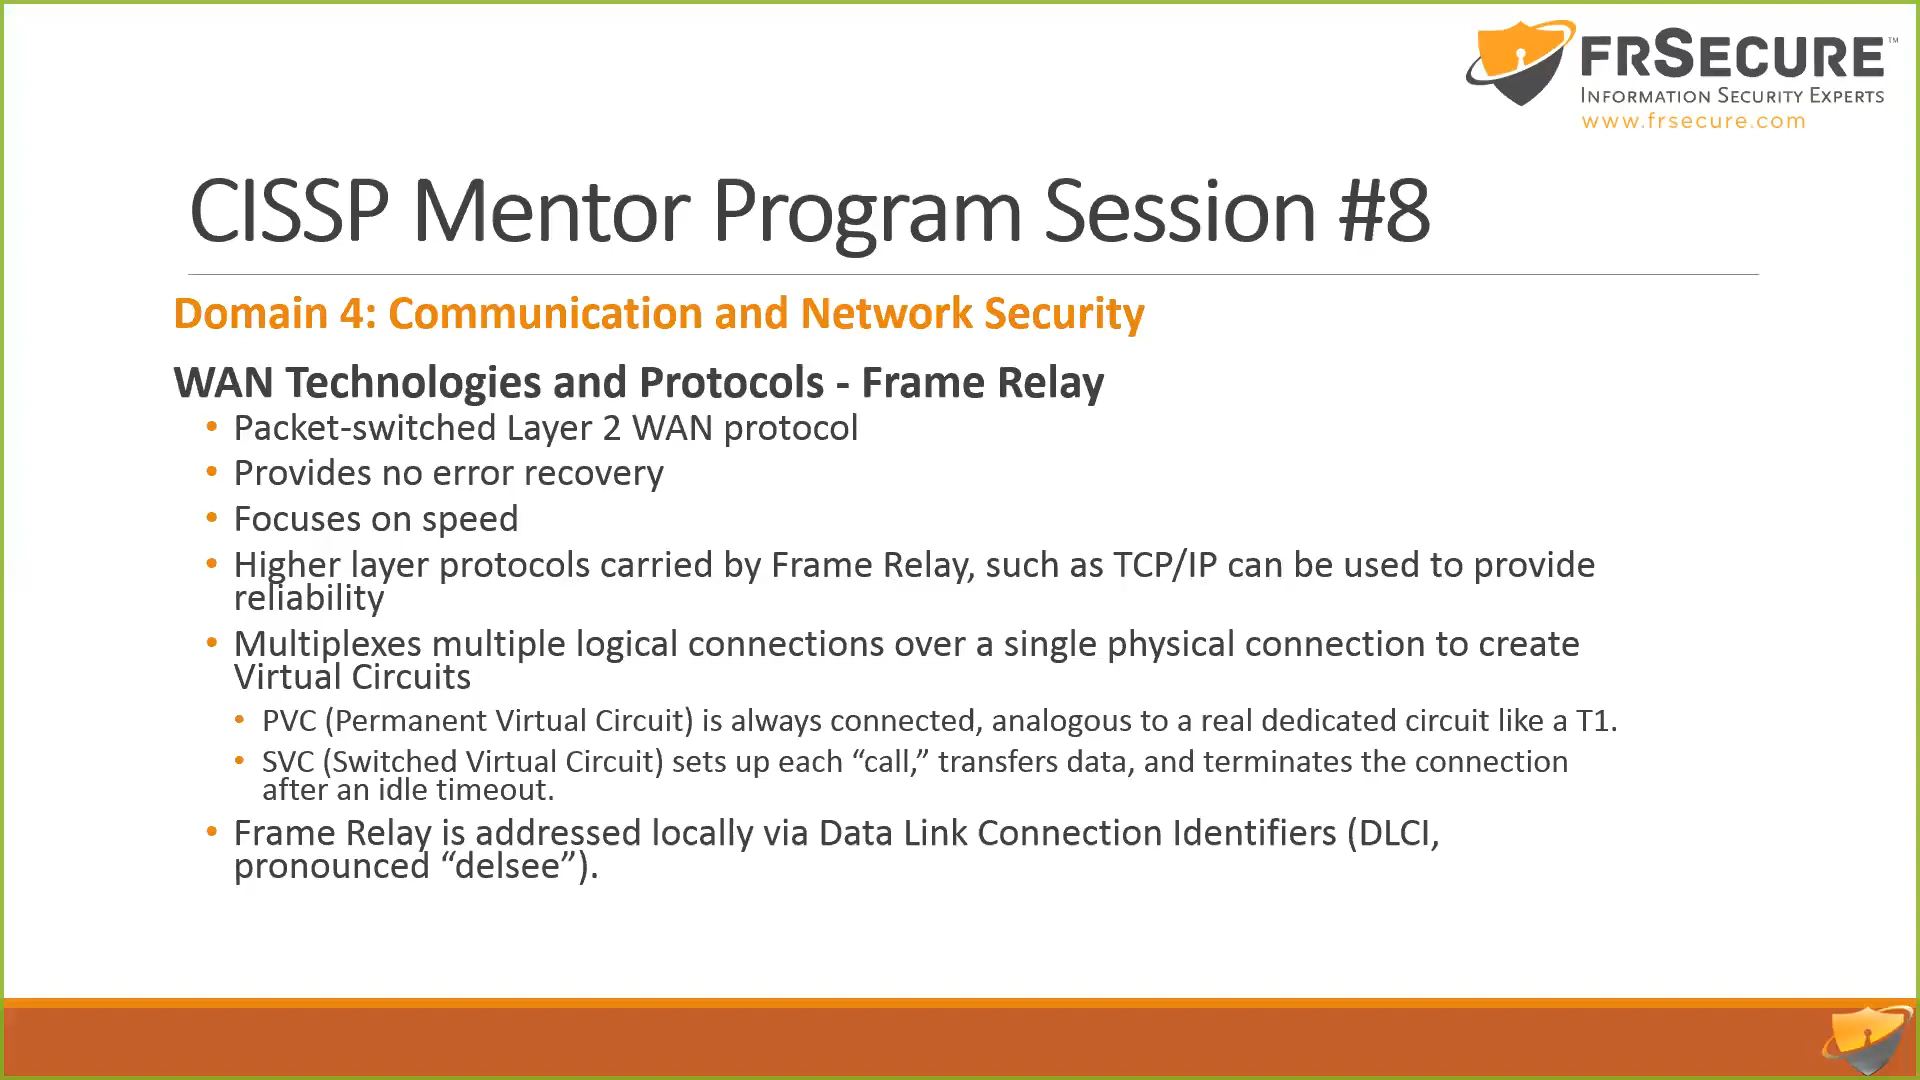 FRSECURE™
INFORMATION SECURITY EXPERTS
www.frsecure.com
CISSP Mentor Program Session #8
Domain 4: Communication and Network Security
WAN Technologies and Protocols - Frame Relay
• Packet-switched Layer 2 WAN protocol
• Provides no error recovery
• Focuses on speed
• Higher layer protocols carried by Frame Relay, such as TCP/IP can be used to provide
reliability
• Multiplexes multiple logical connections over a single physical connection to create
Virtual Circuits
• PVC (Permanent Virtual Circuit) is always connected, analogous to a real dedicated circuit like a T1.
• SVC (Switched Virtual Circuit) sets up each “call,” transfers data, and terminates the connection
after an idle timeout.
• Frame Relay is addressed locally via Data Link Connection Identifiers (DLCI,
pronounced “delsee”).